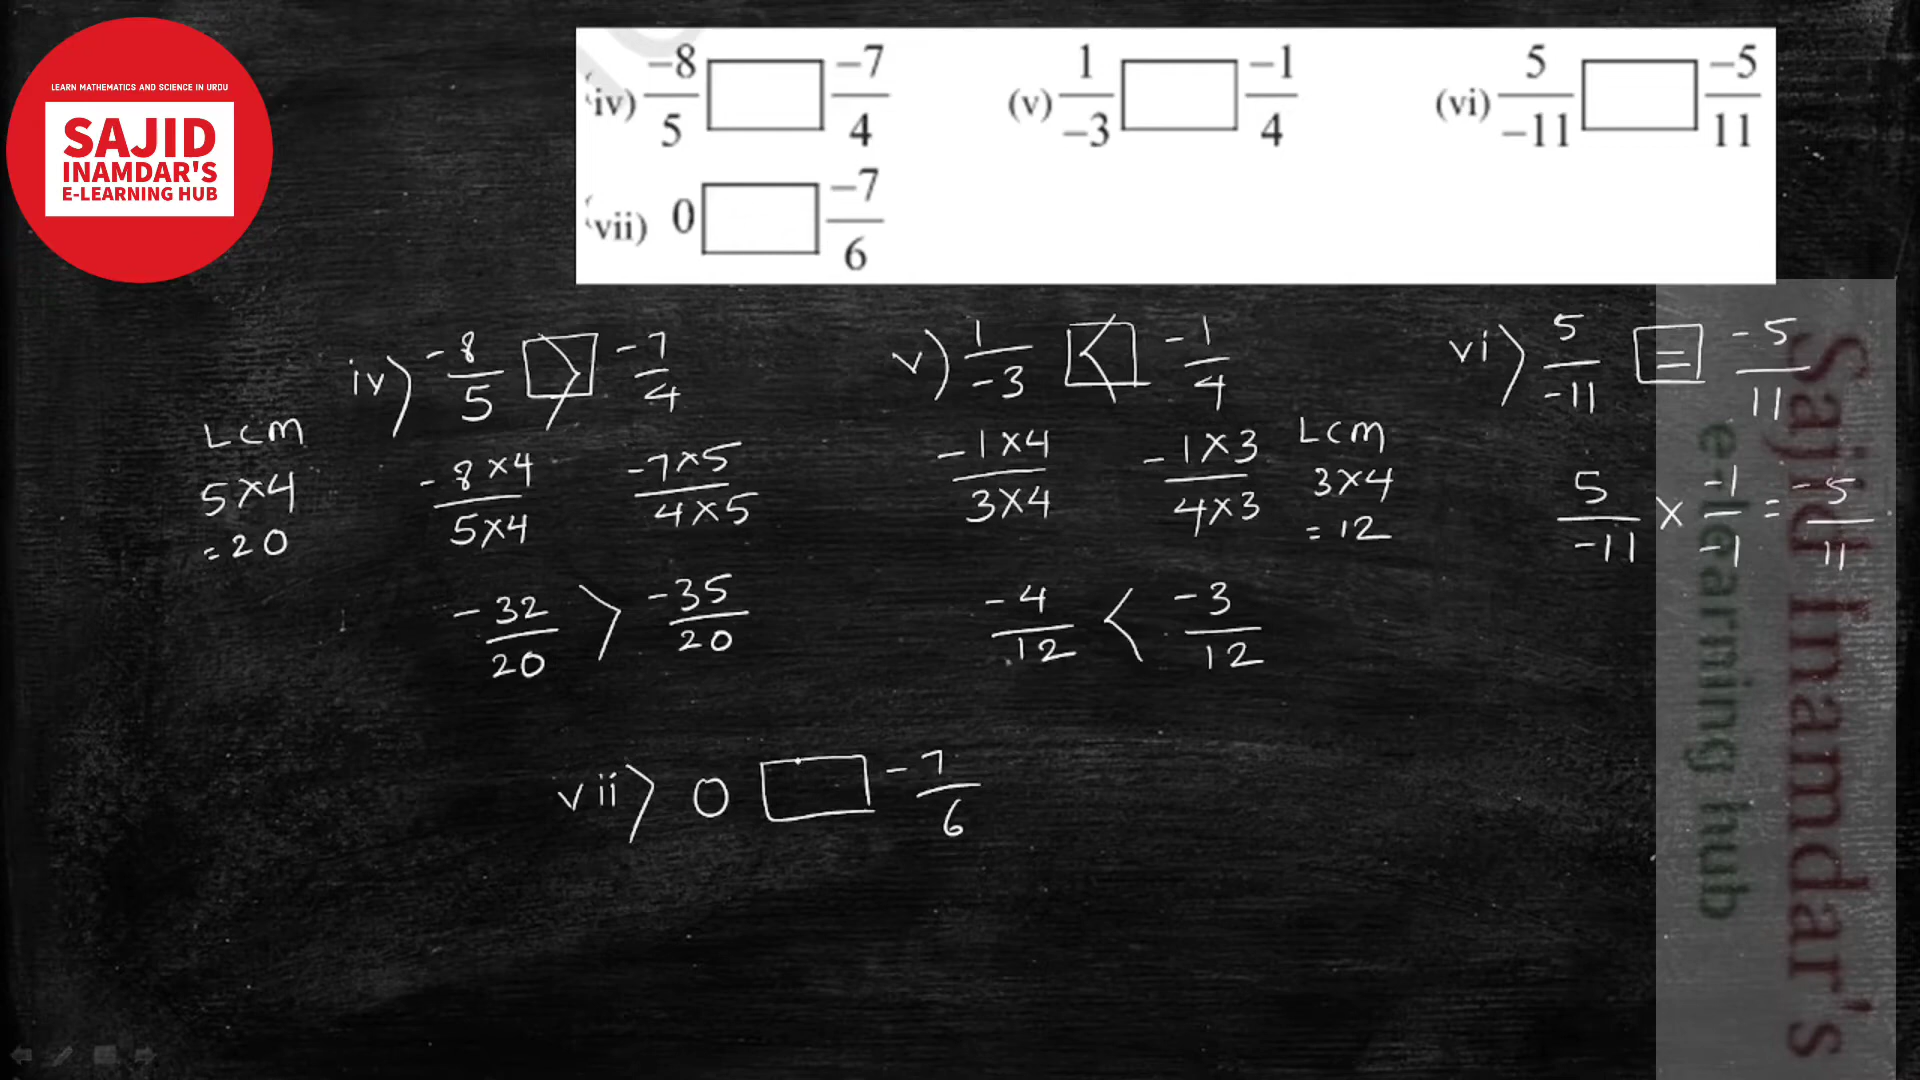 LEARN MATHEMATICS AND SCIENCE IN URDU
SAJID
INAMDAR'S
E-LEARNING HUB
iv) -8/5 □ -7/4 (v) 1/-3 □ -1/4 (vi) 5/-11 □ -5/11
vii) 0 □ -7/6
iv) -8/5 > -7/4
LCM
5×4
=20
-8×4/5×4 -7×5/4×5
-32/20 > -35/20
v) 1/-3 < -1/4
-1×4/3×4 -1×3/4×3
LCM
3×4
=12
-4/12 < -3/12
vi) 5/-11 = -5/11
5/-11 × -1/-1 = -5/11
vii) 0 □ -7/6
Sajid Inamdar's
e-learning hub